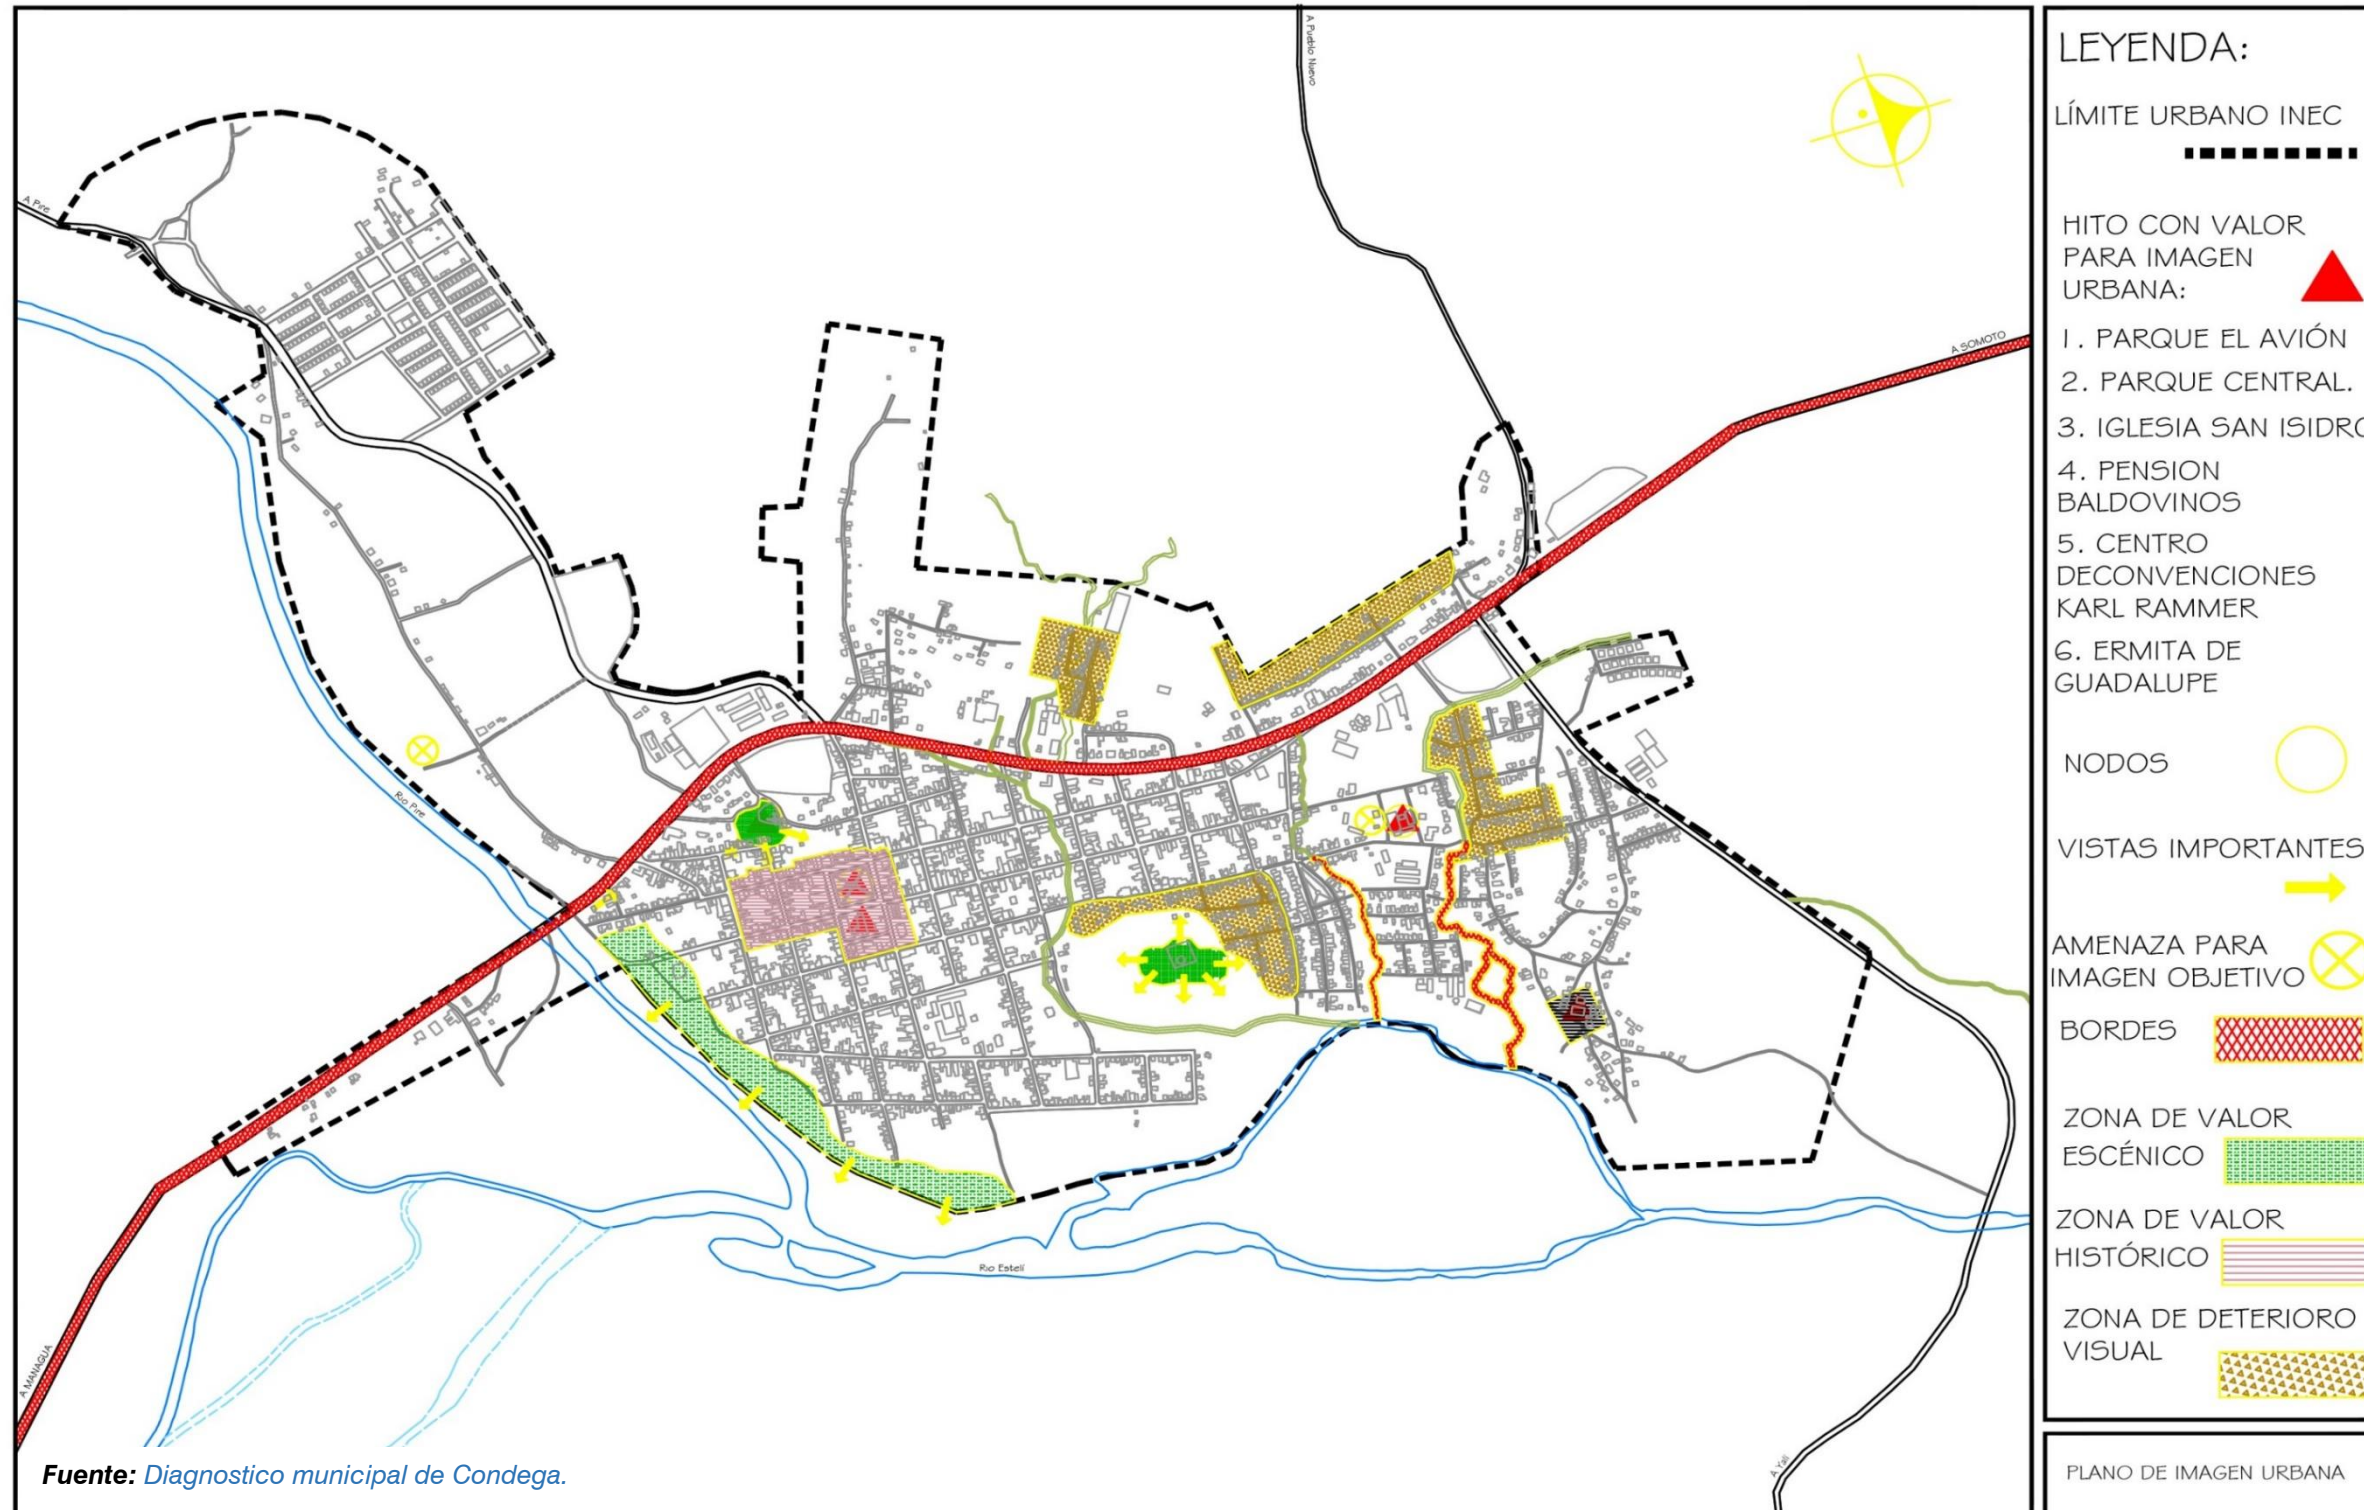 A Pueblo Nuevo
A Pire
A SOMOTO
Rio Pire
Rio Estelí
A MANAGUA
A Yalí
Fuente: Diagnostico municipal de Condega.
LEYENDA:
LÍMITE URBANO INEC
HITO CON VALOR
PARA IMAGEN
URBANA:
1. PARQUE EL AVIÓN
2. PARQUE CENTRAL.
3. IGLESIA SAN ISIDRO
4. PENSION
BALDOVINOS
5. CENTRO
DECONVENCIONES
KARL RAMMER
6. ERMITA DE
GUADALUPE
NODOS
VISTAS IMPORTANTES
AMENAZA PARA
IMAGEN OBJETIVO
BORDES
ZONA DE VALOR
ESCÉNICO
ZONA DE VALOR
HISTÓRICO
ZONA DE DETERIORO
VISUAL
PLANO DE IMAGEN URBANA